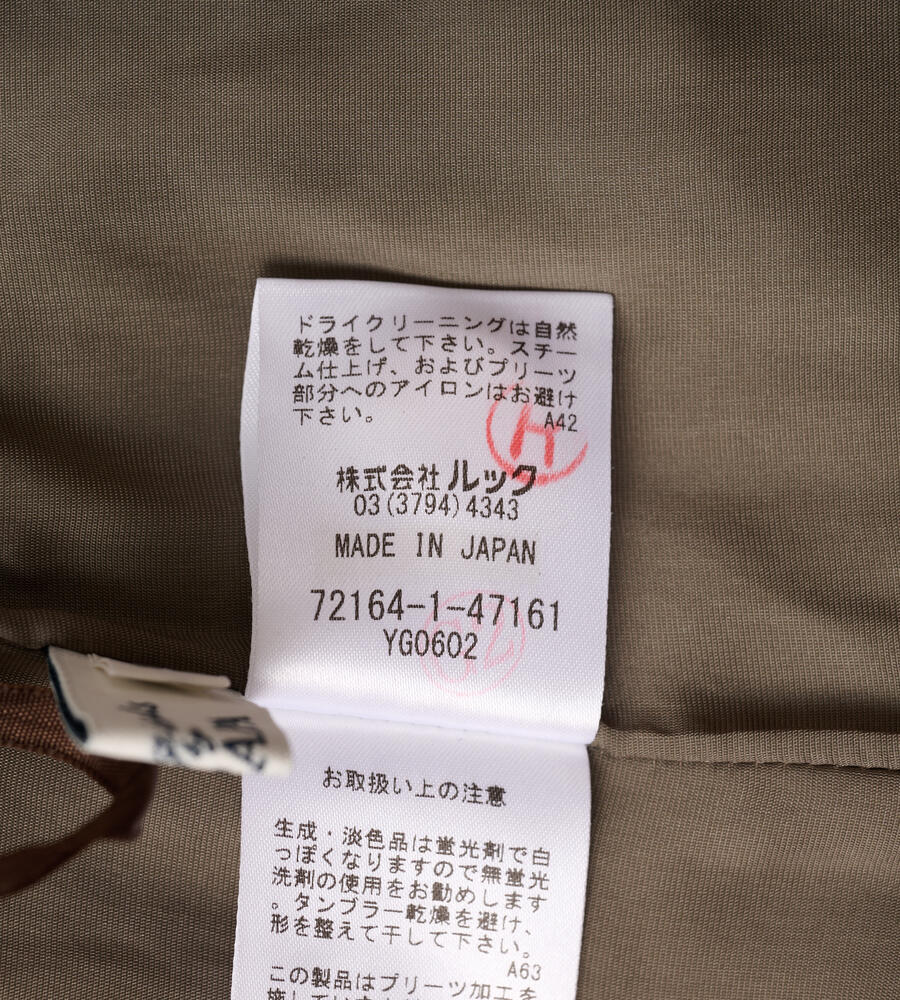 ドライクリーニングは自然
乾燥をして下さい。スチー
ム仕上げ、およびプリーツ
部分へのアイロンはお避け
下さい。
A42
H
株式会社ルック
03(3794)4343
MADE IN JAPAN
72164-1-47161
YG0602
お取扱い上の注意
生成・淡色品は蛍光剤で白
っぽくなりますので無蛍光
洗剤の使用をお勧めします
。タンブラー乾燥を避け、
形を整えて干して下さい。
A63
この製品はプリーツ加工を